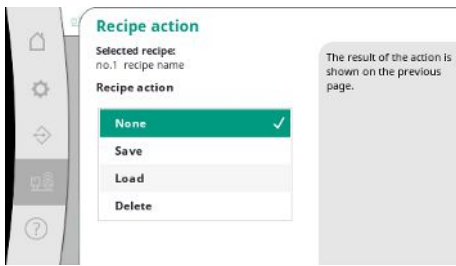 Recipe action
Selected recipe:
no.1 recipe name
Recipe action
None
Save
Load
Delete
The result of the action is
shown on the previous
page.
?